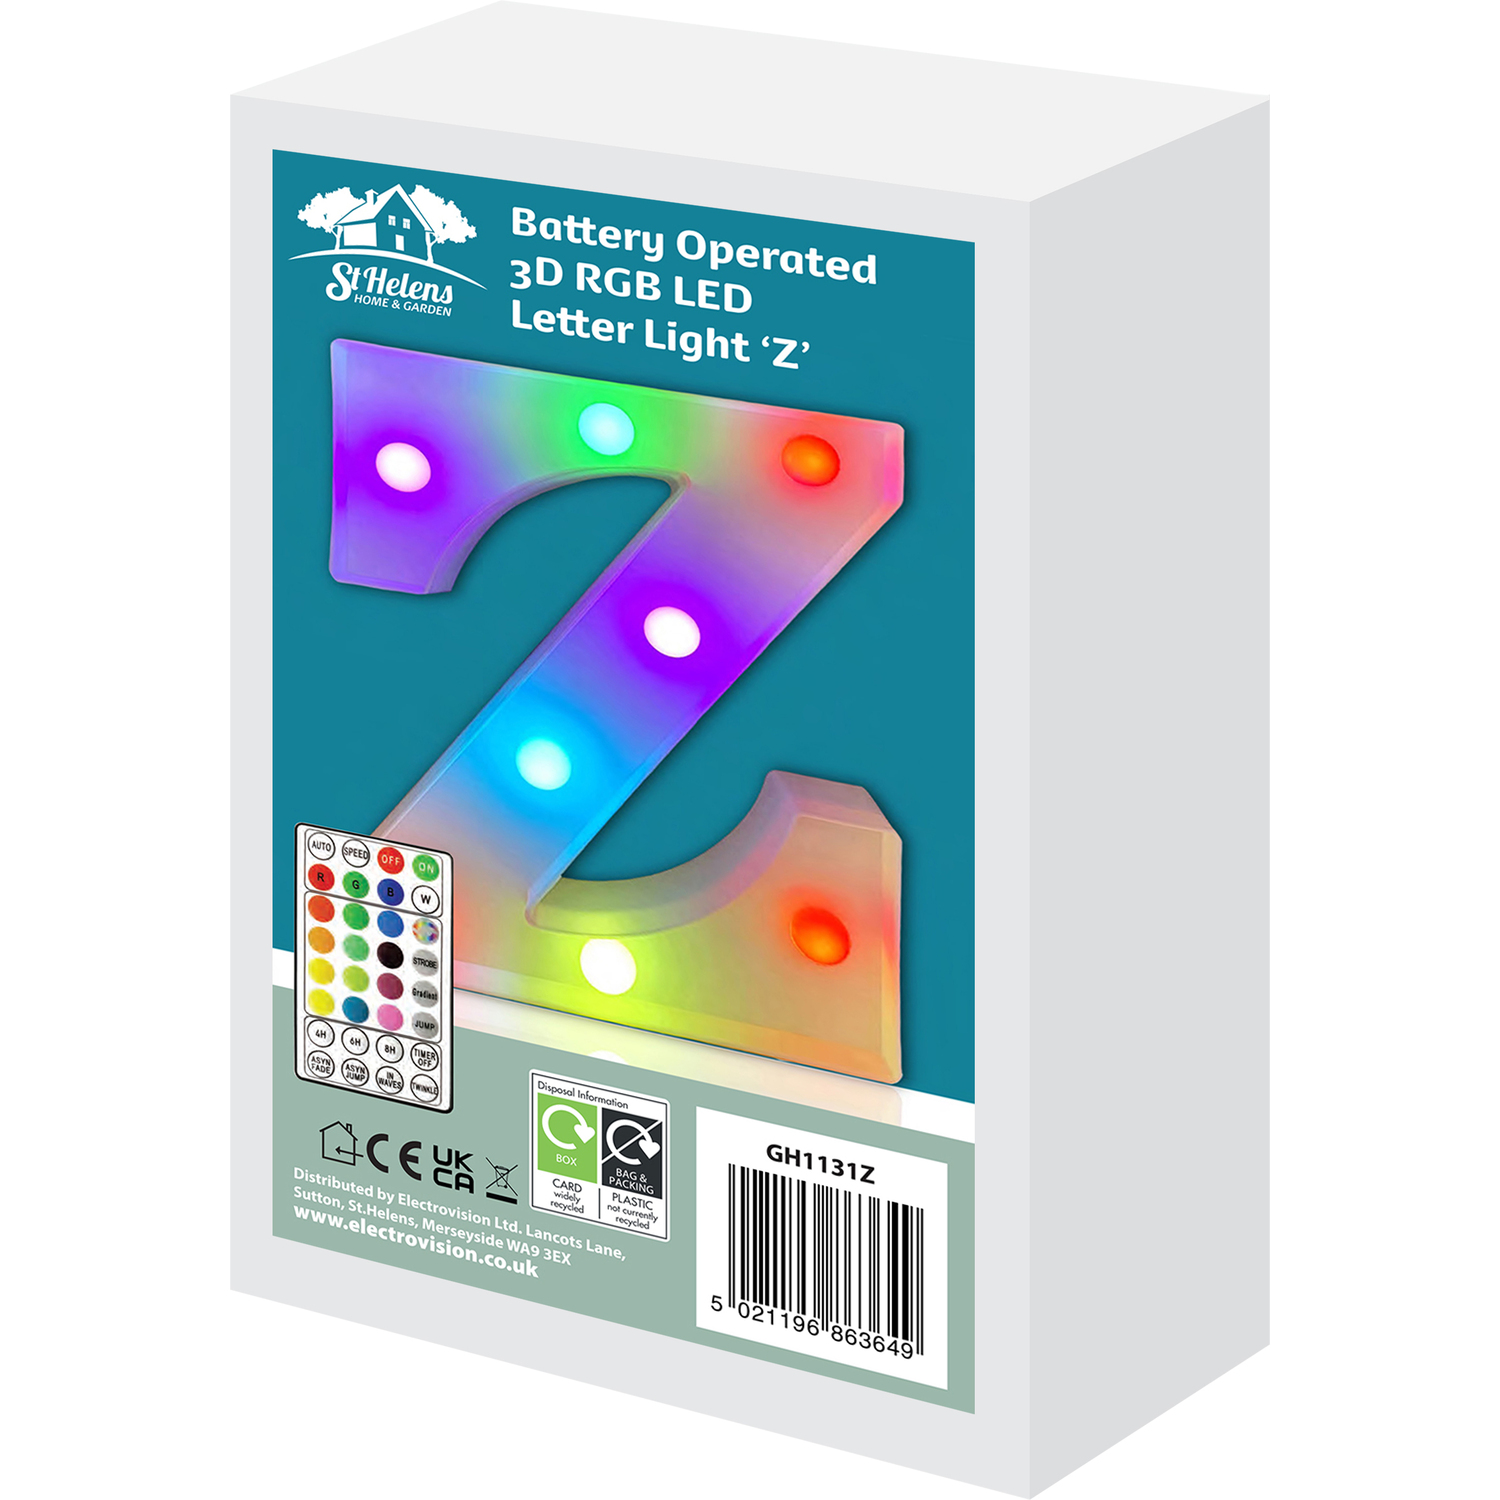 St Helens
HOME & GARDEN
Battery Operated
3D RGB LED
Letter Light ‘Z’
AUTO SPEED OFF ON
R G B W
STROBE
Gradient
JUMP
4H 6H 8H TIMER OFF
ASYN FADE ASYN JUMP IN WAVES TWINKLE
CE UK CA
Distributed by Electrovision Ltd. Lancots Lane,
Sutton, St.Helens, Merseyside WA9 3EX
www.electrovision.co.uk
Disposal Information
BOX
CARD
widely
recycled
BAG &
PACKING
PLASTIC
not currently
recycled
GH1131Z
5 021196 863649